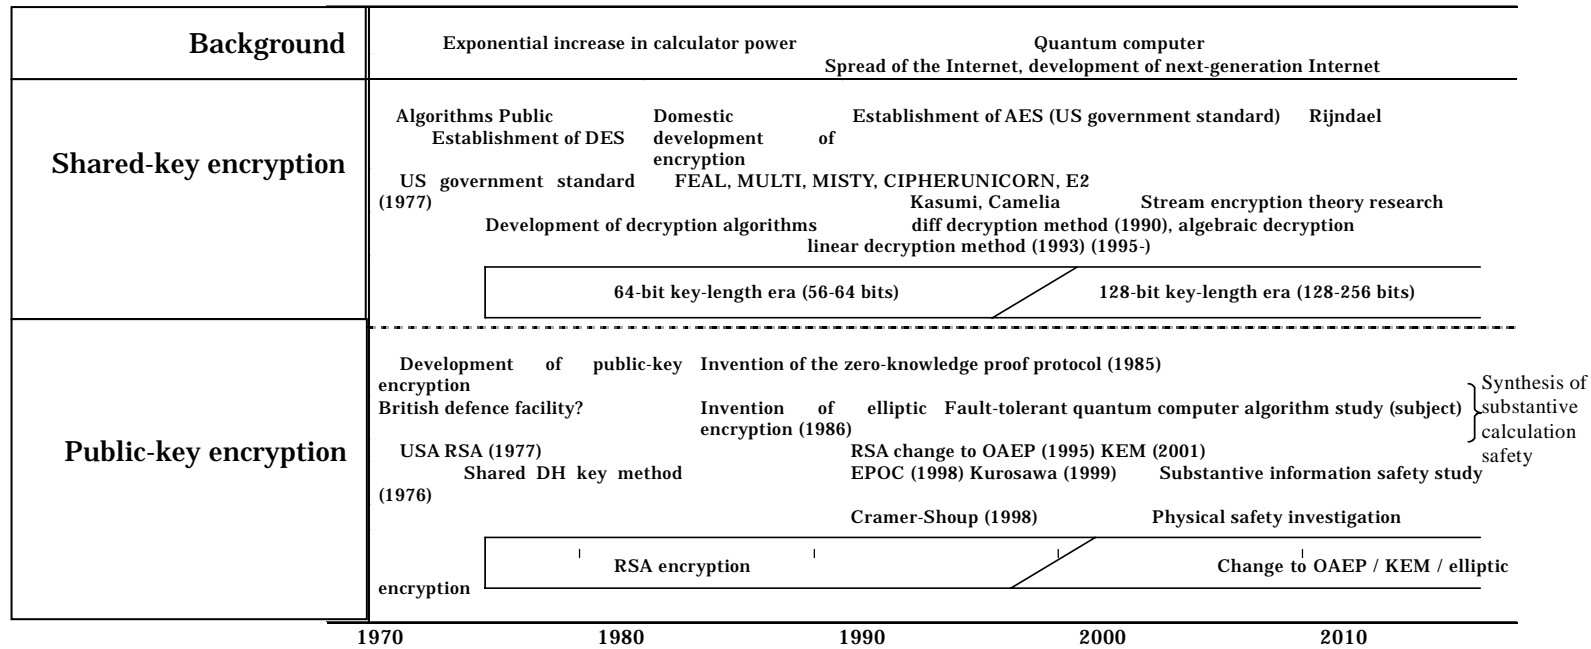 Background
Exponential increase in calculator power
Quantum computer
Spread of the Internet, development of next-generation Internet
Shared-key encryption
Algorithms Public
Establishment of DES
US government standard
(1977)
Domestic
development of
encryption
Establishment of AES (US government standard) Rijndael
FEAL, MULTI, MISTY, CIPHERUNICORN, E2
Kasumi, Camelia
Stream encryption theory research
Development of decryption algorithms
diff decryption method (1990), algebraic decryption
linear decryption method (1993) (1995-)
64-bit key-length era (56-64 bits)
128-bit key-length era (128-256 bits)
Public-key encryption
Development of public-key
encryption
British defence facility?
USA RSA (1977)
Shared DH key method
(1976)
Invention of the zero-knowledge proof protocol (1985)
Invention of elliptic
encryption (1986)
Fault-tolerant quantum computer algorithm study (subject)
RSA change to OAEP (1995) KEM (2001)
EPOC (1998) Kurosawa (1999)
Substantive information safety study
Cramer-Shoup (1998)
Physical safety investigation
Synthesis of
substantive
calculation
safety
RSA encryption
Change to OAEP / KEM / elliptic
encryption
1970 1980 1990 2000 2010